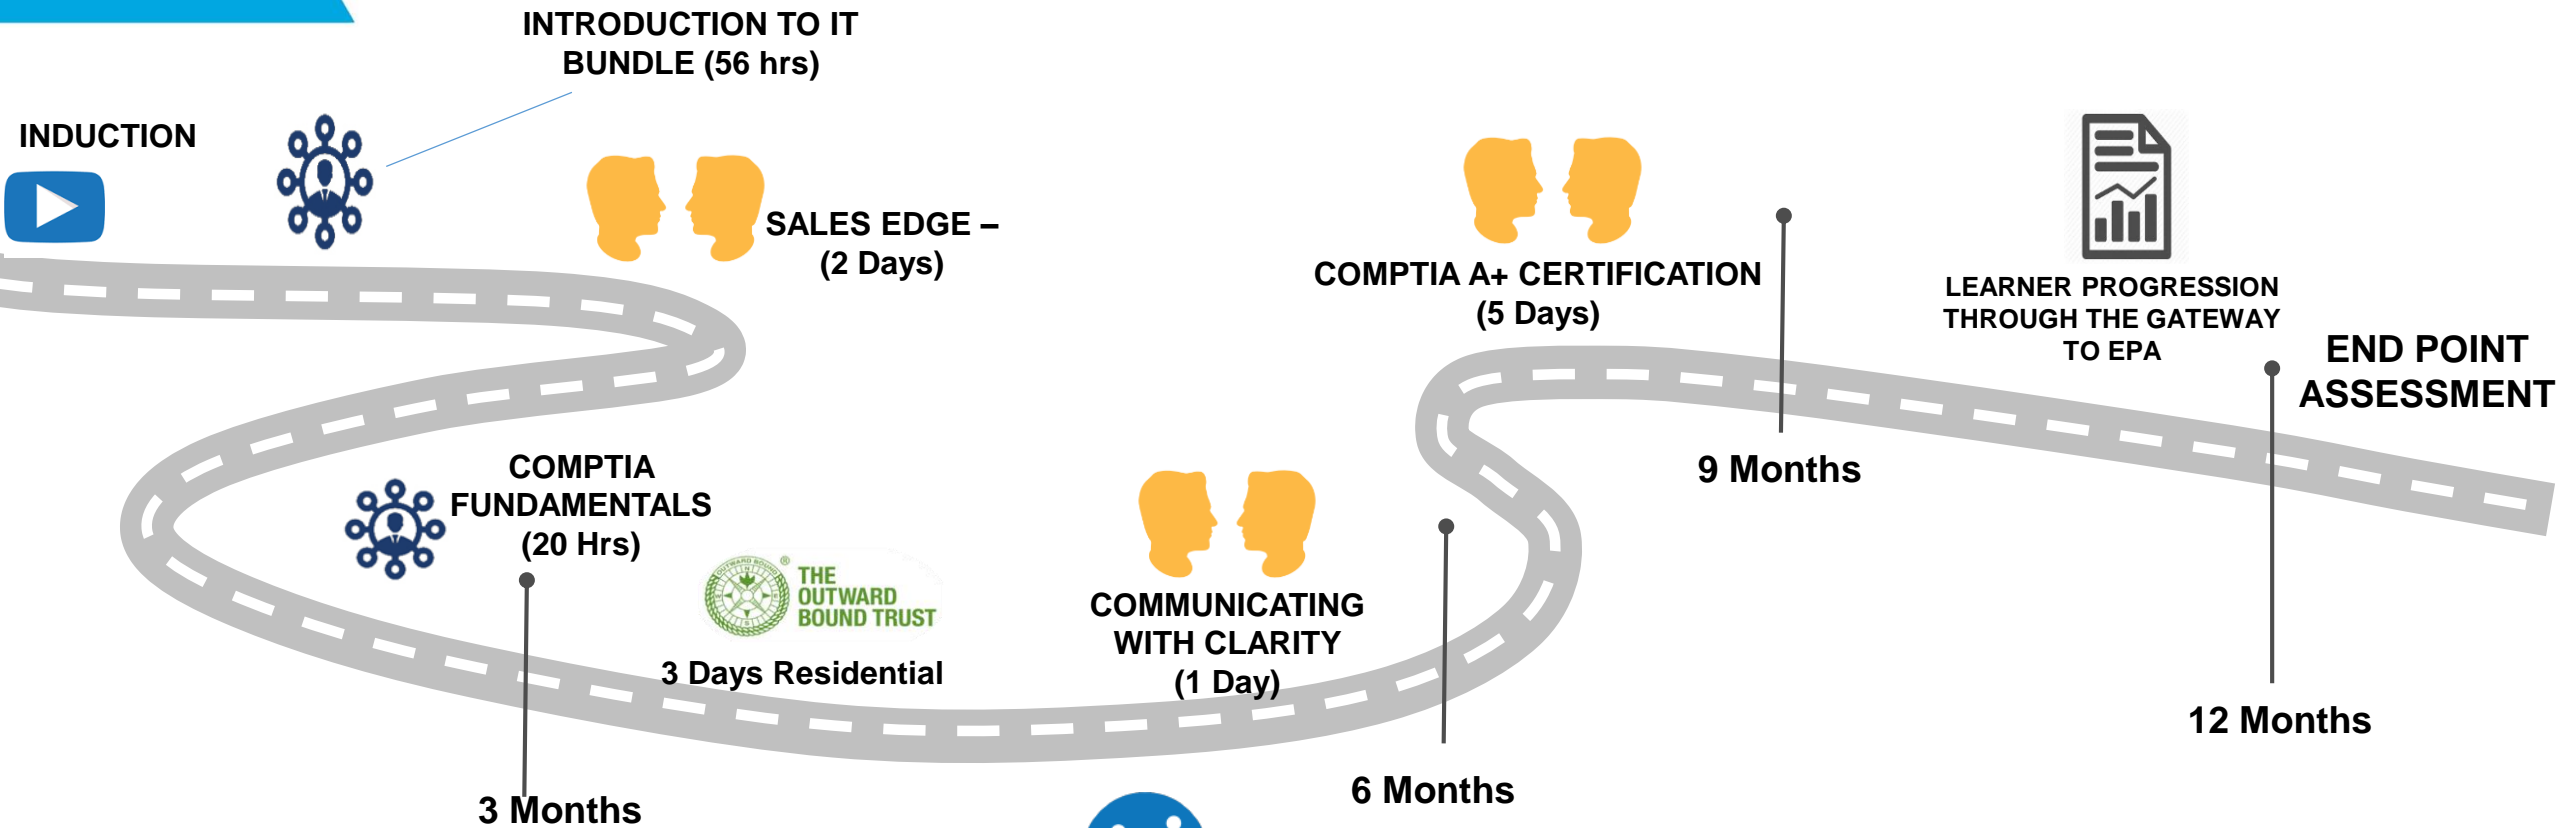 INTRODUCTION TO IT
BUNDLE (56 hrs)
INDUCTION
SALES EDGE –
(2 Days)
COMPTIA
FUNDAMENTALS
(20 Hrs)
3 Months
THE
OUTWARD
BOUND TRUST
®
3 Days Residential
COMMUNICATING
WITH CLARITY
(1 Day)
6 Months
COMPTIA A+ CERTIFICATION
(5 Days)
9 Months
LEARNER PROGRESSION
THROUGH THE GATEWAY
TO EPA
12 Months
END POINT
ASSESSMENT